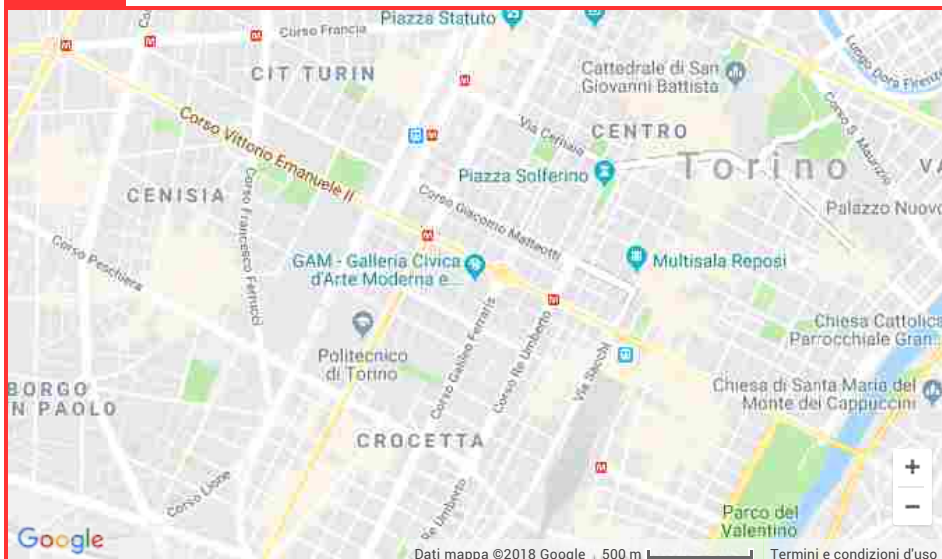 Piazza Statuto
Corso Francia
CIT TURIN
Cattedrale di San
Giovanni Battista
Lungo Dora Firenze
Corso S. Maurizio
Via Cernaia
CENTRO
Torino
VA
Corso Vittorio Emanuele II
CENISIA
Piazza Solferino
Corso Giacomo Matteotti
Palazzo Nuovo
Corso Francesco Ferrucci
Corso Peschiera
GAM - Galleria Civica
d'Arte Moderna e...
Multisala Reposi
Corso Galileo Ferraris
Corso Re Umberto
Via Sacchi
Chiesa Cattolica
Parrocchiale Gran...
Politecnico
di Torino
BORGO
N PAOLO
Chiesa di Santa Maria del
Monte dei Cappuccini
CROCETTA
Corso Lione
Re Umberto
Parco del
Valentino
+
−
Google
Dati mappa ©2018 Google
500 m
Termini e condizioni d'uso